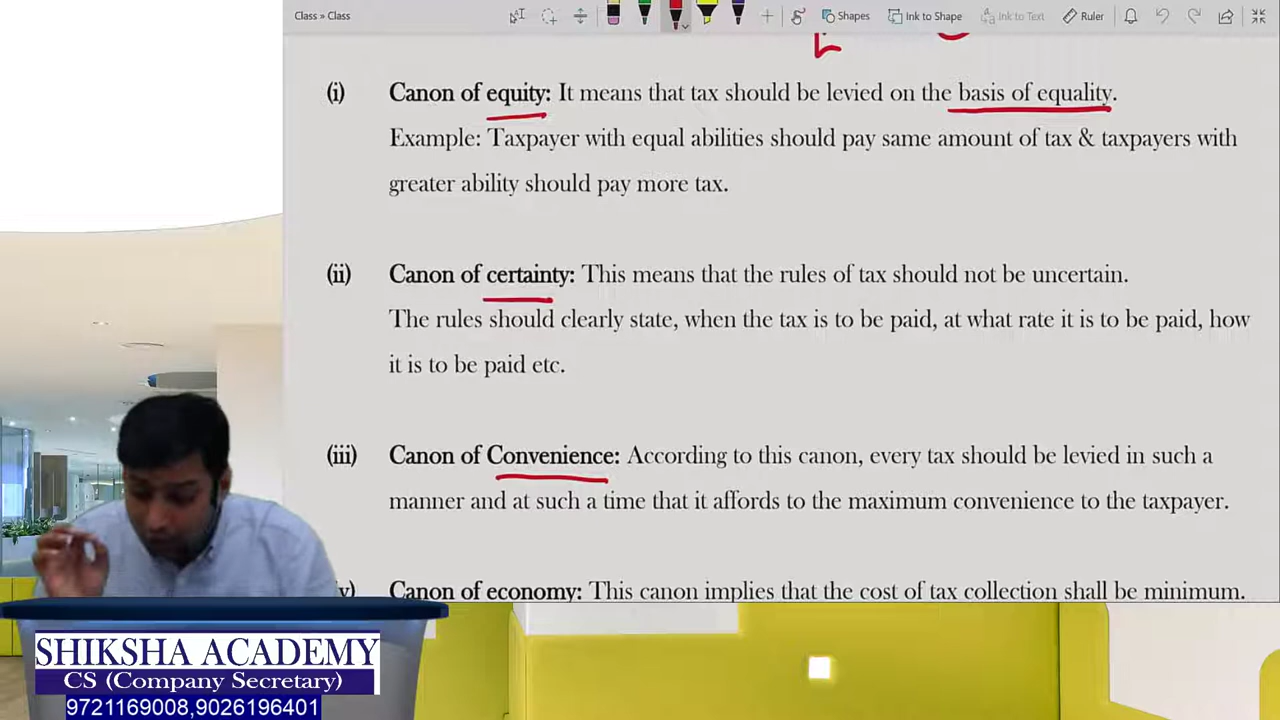 Class » Class
Shapes
Ink to Shape
Ink to Text
Ruler
(i) Canon of equity: It means that tax should be levied on the basis of equality.
Example: Taxpayer with equal abilities should pay same amount of tax & taxpayers with
greater ability should pay more tax.
(ii) Canon of certainty: This means that the rules of tax should not be uncertain.
The rules should clearly state, when the tax is to be paid, at what rate it is to be paid, how
it is to be paid etc.
(iii) Canon of Convenience: According to this canon, every tax should be levied in such a
manner and at such a time that it affords to the maximum convenience to the taxpayer.
Canon of economy: This canon implies that the cost of tax collection shall be minimum.
SHIKSHA ACADEMY
CS (Company Secretary)
9721169008,9026196401